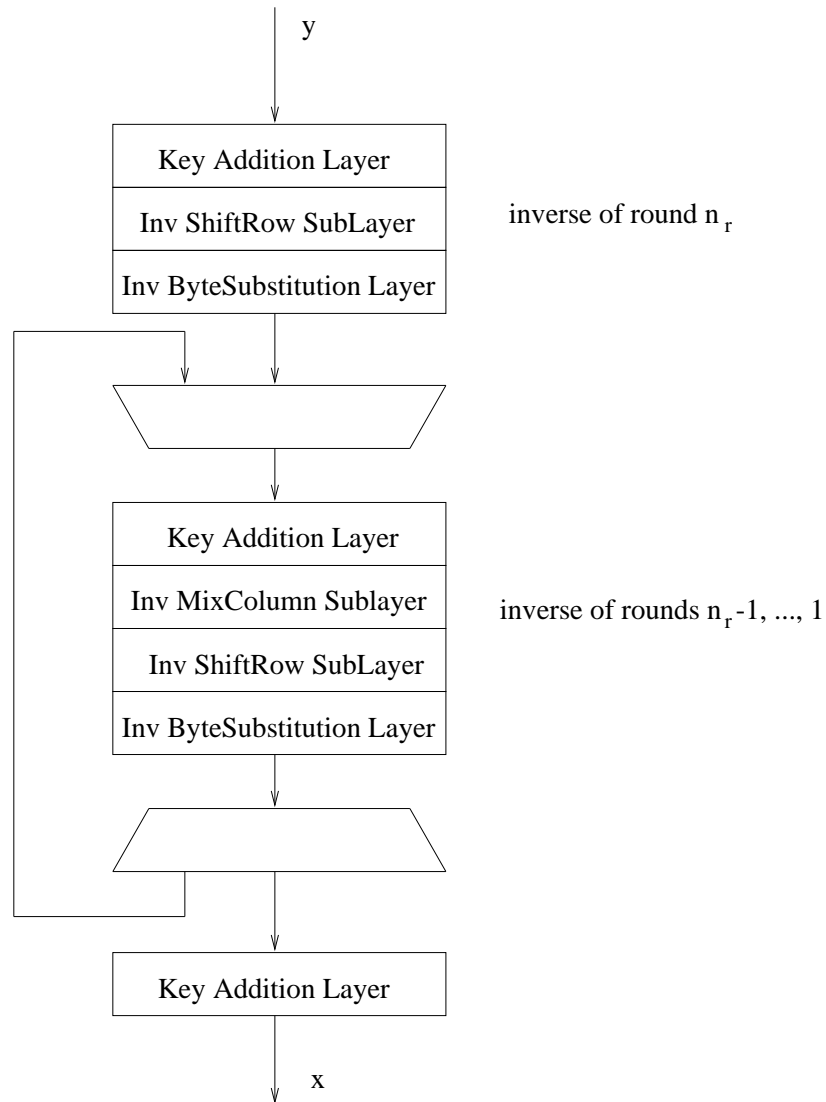 y
Key Addition Layer
Inv ShiftRow SubLayer
inverse of round n r
Inv ByteSubstitution Layer
Key Addition Layer
Inv MixColumn Sublayer
inverse of rounds n r -1, ..., 1
Inv ShiftRow SubLayer
Inv ByteSubstitution Layer
Key Addition Layer
x